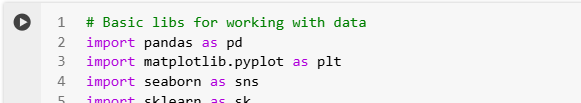 1 # Basic libs for working with data
2 import pandas as pd
3 import matplotlib.pyplot as plt
4 import seaborn as sns
5 import sklearn as sk